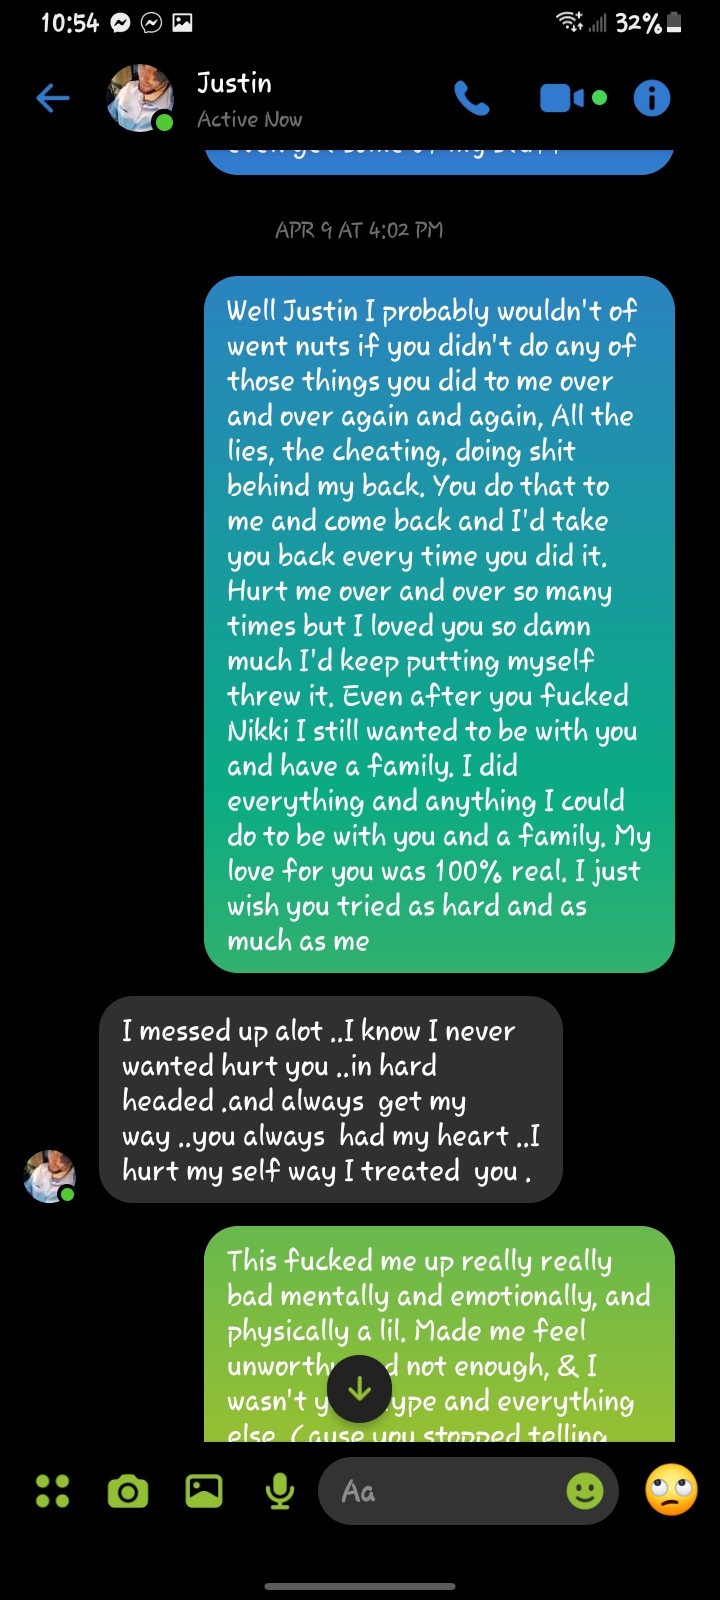 10:54
32%
Justin
Active Now
APR 9 AT 4:02 PM
Well Justin I probably wouldn't of
went nuts if you didn't do any of
those things you did to me over
and over again and again, All the
lies, the cheating, doing shit
behind my back. You do that to
me and come back and I'd take
you back every time you did it.
Hurt me over and over so many
times but I loved you so damn
much I'd keep putting myself
threw it. Even after you fucked
Nikki I still wanted to be with you
and have a family. I did
everything and anything I could
do to be with you and a family. My
love for you was 100% real. I just
wish you tried as hard and as
much as me
I messed up alot ..I know I never
wanted hurt you ..in hard
headed .and always get my
way ..you always had my heart ..I
hurt my self way I treated you .
This fucked me up really really
bad mentally and emotionally, and
physically a lil. Made me feel
not enough, & I
wasn't and everything
else. Cause you stopped telling
Aa